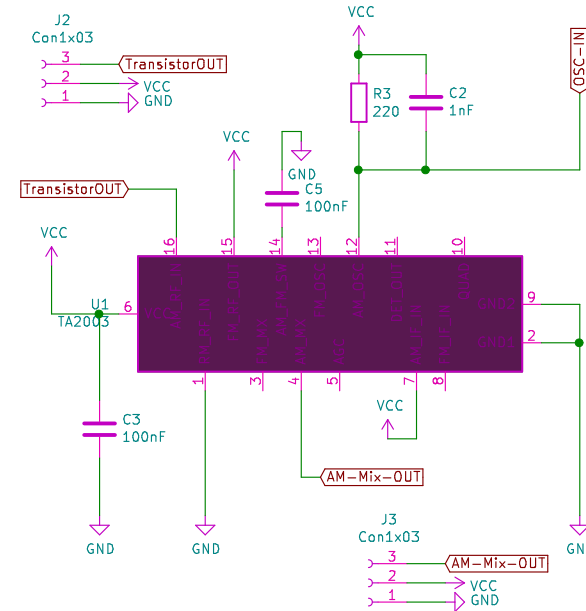 J2
Con1x03
3
TransistorOUT
2
VCC
1
GND
VCC
OSC-IN
R3
220
C2
1nF
VCC
GND
C5
100nF
TransistorOUT
VCC
16
15
14
13
12
11
10
U1
TA2003
6
9
2
1
3
4
5
7
8
VCC
C3
100nF
AM-Mix-OUT
GND
GND
GN
J3
Con1x03
3
AM-Mix-OUT
2
VCC
1
GND